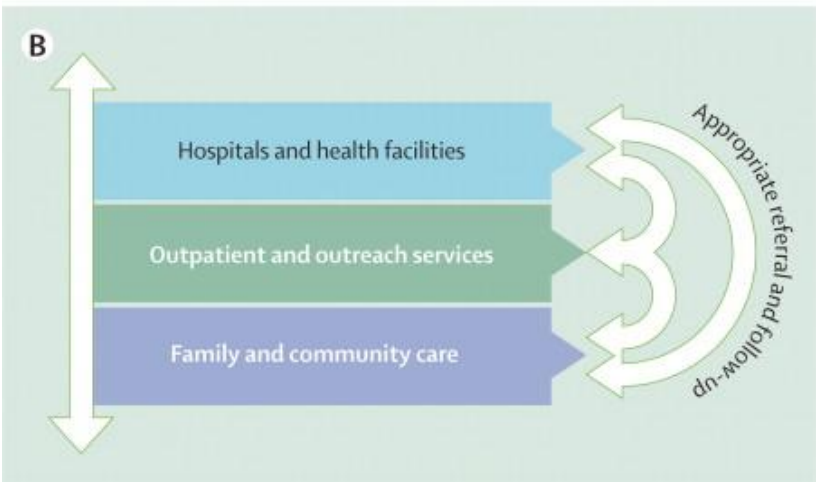 B
Hospitals and health facilities
Outpatient and outreach services
Family and community care
Appropriate referral and follow-up